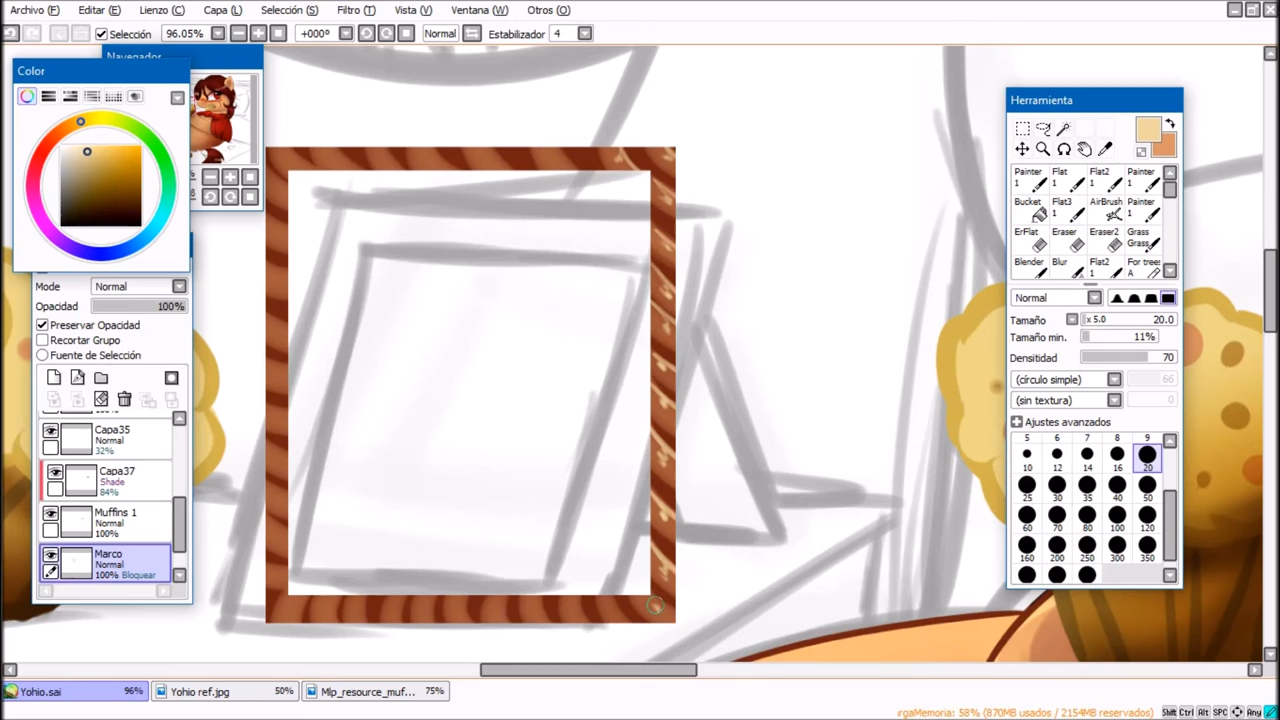 Archivo (F) Editar (E) Lienzo (C) Capa (L) Selección (S) Filtro (T) Vista (V) Ventana (W) Otros (O)
Selección 96.05% +000º Normal Estabilizador 4
Navegador
Color
Mode Normal
Opacidad 100%
Preservar Opacidad
Recortar Grupo
Fuente de Selección
Capa35
Normal
32%
Capa37
Shade
84%
Muffins 1
Normal
100%
Marco
Normal
100% Bloquear
Herramienta
Painter Flat Flat2 Painter
1 1 1 1
Bucket Flat3 AirBrush Painter
1 1
ErFlat Eraser Eraser2 Grass
Grass
Blender Blur Flat2 For trees
1 A
Normal
Tamaño x 5.0 20.0
Tamaño min. 11%
Densitidad 70
(círculo simple) 66
(sin textura) 0
Ajustes avanzados
5 6 7 8 9
10 12 14 16 20
25 30 35 40 50
60 70 80 100 120
160 200 250 300 350
Yohio.sai 96% Yohio ref.jpg 50% Mlp_resource_muf... 75%
rgaMemoria: 58% (870MB usados / 2154MB reservados) Shift Ctrl Alt SPC Any